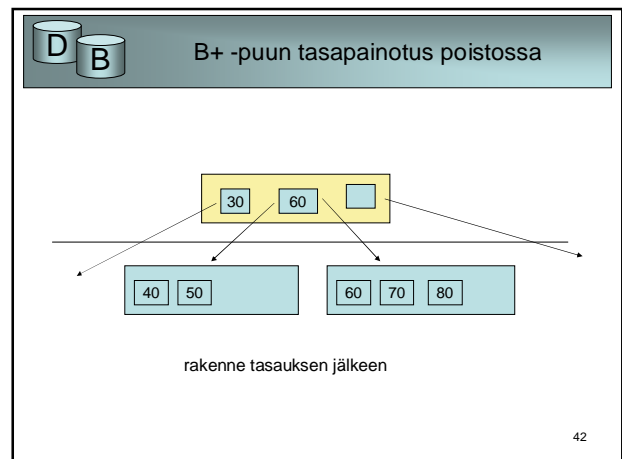 D B
B+ -puun tasapainotus poistossa
30 60
40 50 60 70 80
rakenne tasauksen jälkeen
42